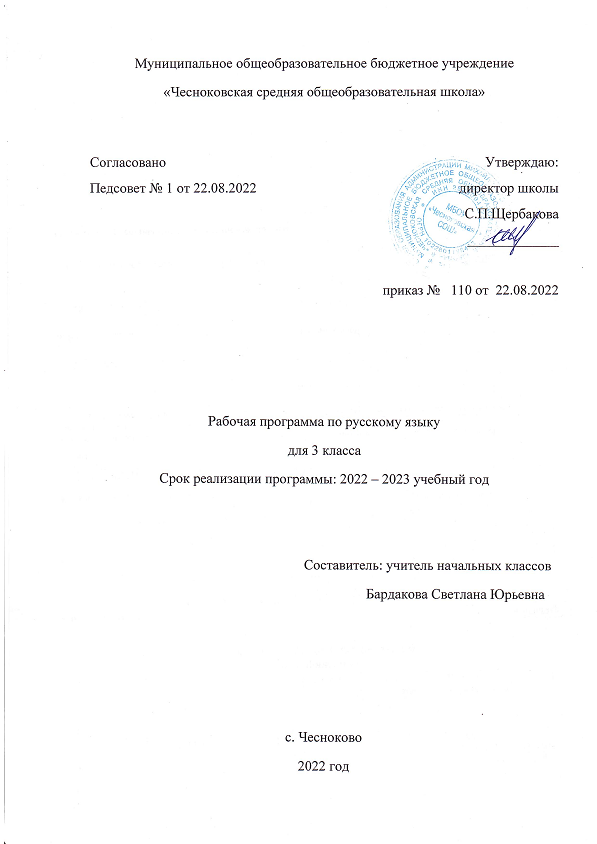 Муниципальное общеобразовательное бюджетное учреждение
«Чесноковская средняя общеобразовательная школа»
Согласовано
Утверждаю:
Педсовет № 1 от 22.08.2022
директор школы
С.П.Щербакова
приказ № 110 от 22.08.2022
Рабочая программа по русскому языку
для 3 класса
Срок реализации программы: 2022 – 2023 учебный год
Составитель: учитель начальных классов
Бардакова Светлана Юрьевна
с. Чесноково
2022 год